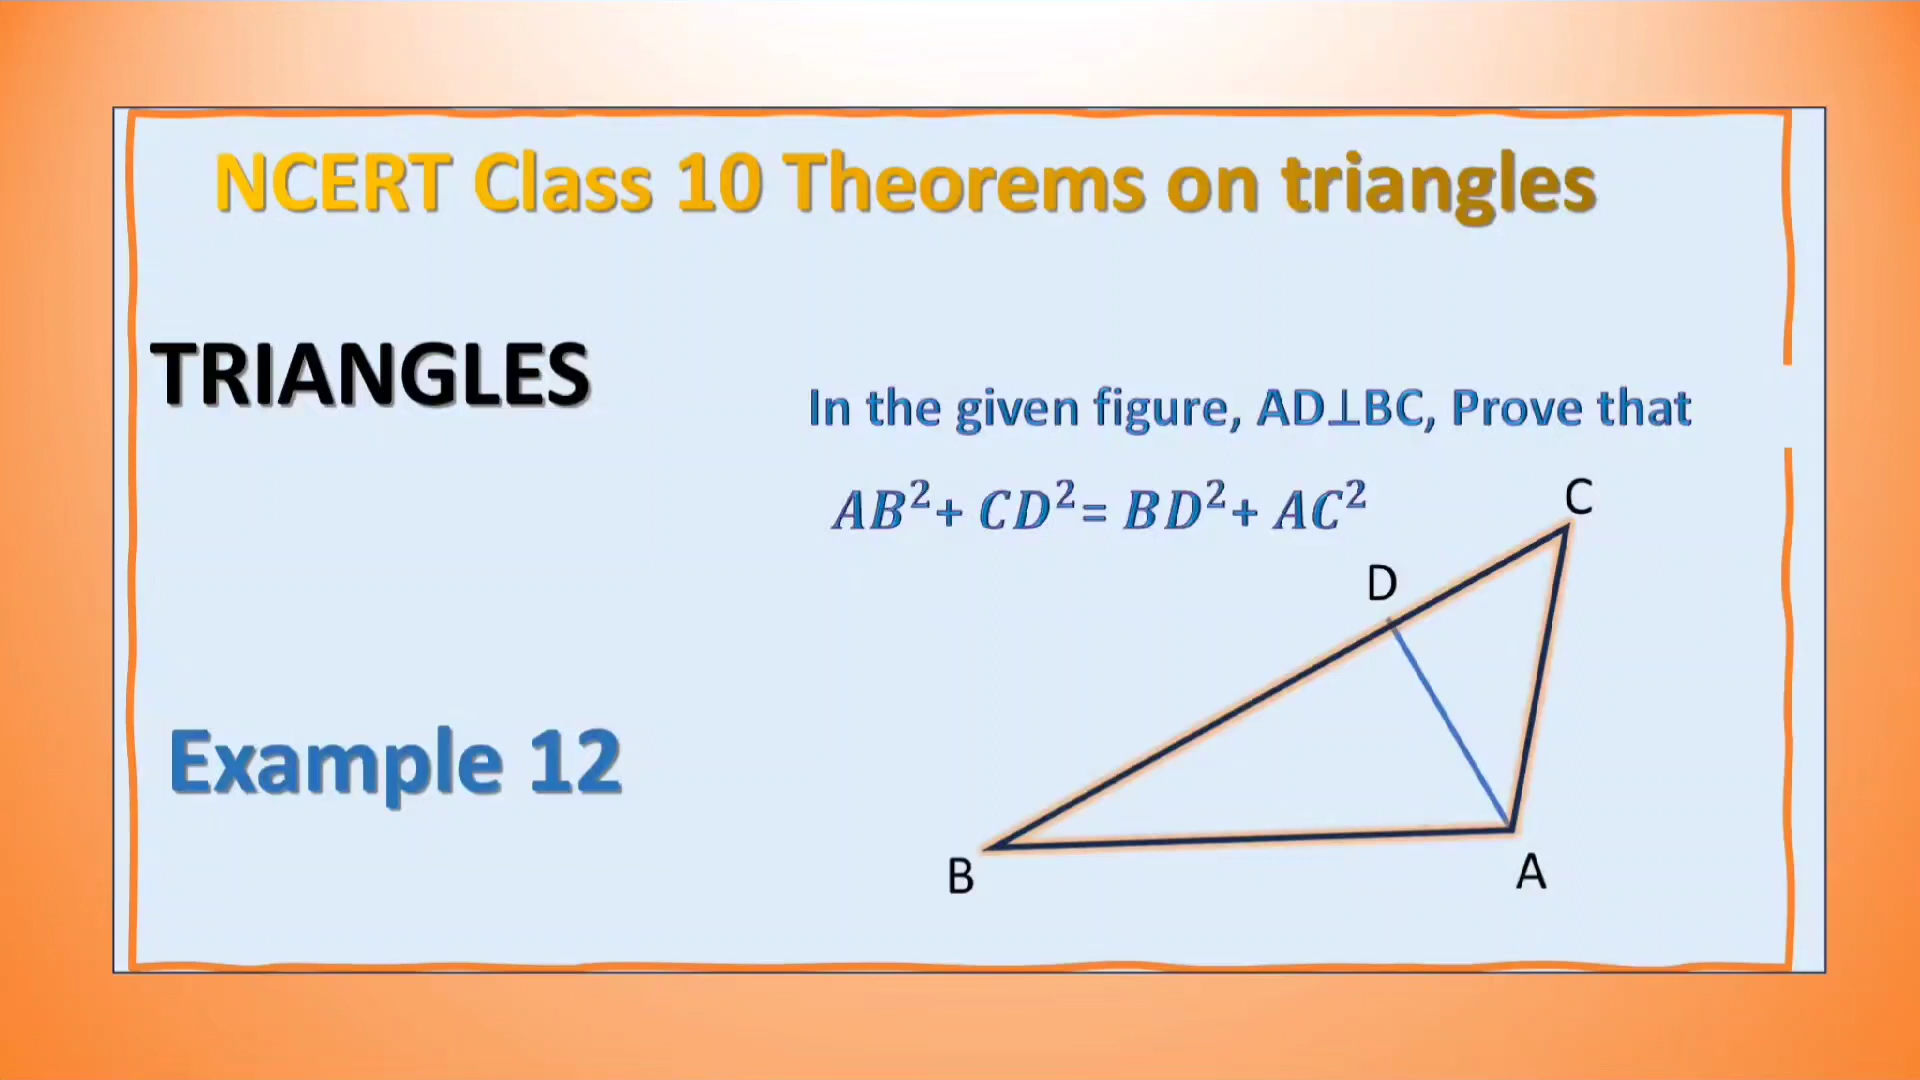 NCERT Class 10 Theorems on triangles
TRIANGLES
In the given figure, AD⊥BC, Prove that
AB²+ CD²= BD²+ AC²
C
D
Example 12
B
A